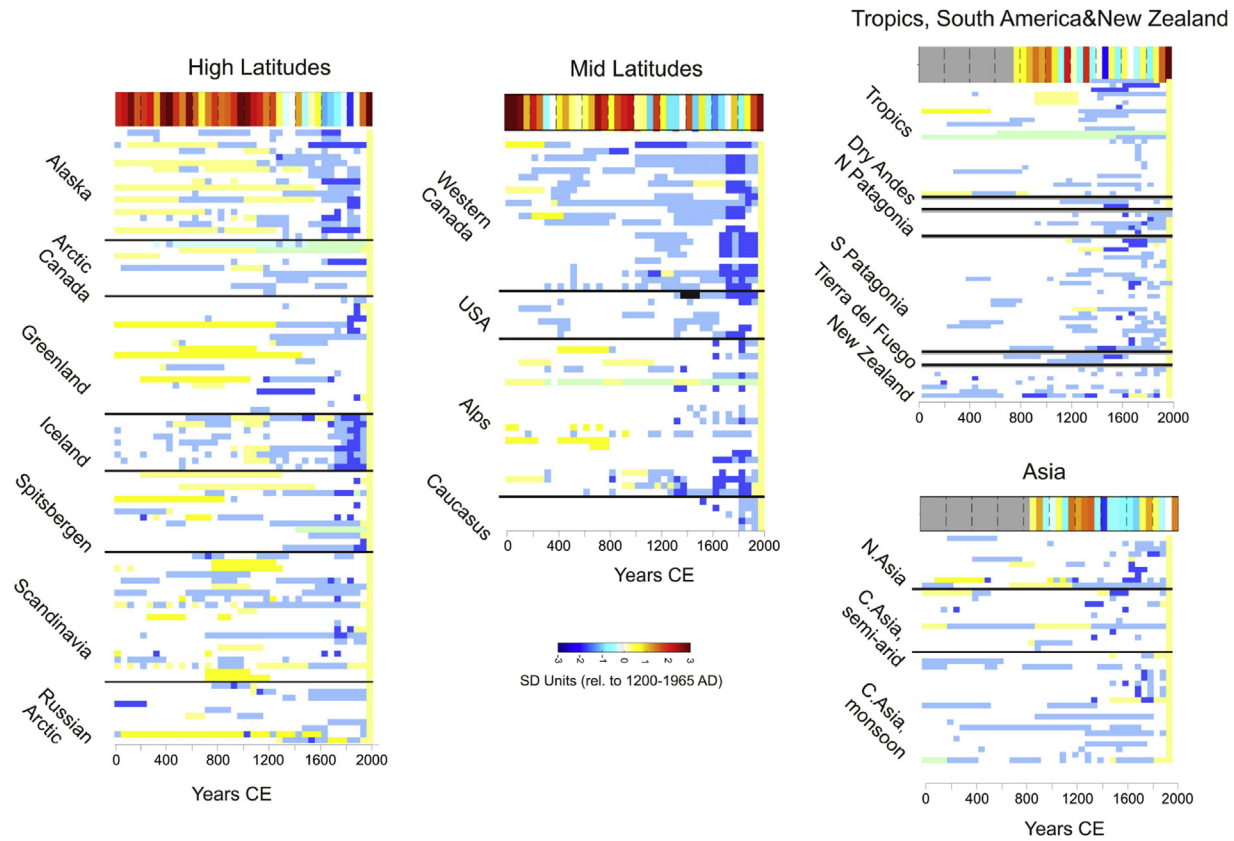 Tropics, South America&New Zealand
High Latitudes
Mid Latitudes
Alaska
Arctic
Canada
Greenland
Iceland
Spitsbergen
Scandinavia
Russian
Arctic
0 400 800 1200 1600 2000
Years CE
Western
Canada
USA
Alps
Caucasus
0 400 800 1200 1600 2000
Years CE
-3 -2 -1 0 1 2 3
SD Units (rel. to 1200-1965 AD)
Tropics
Dry Andes
N Patagonia
S Patagonia
Tierra del Fuego
New Zealand
0 400 800 1200 1600 2000
Asia
N.Asia
C.Asia,
semi-arid
C.Asia,
monsoon
0 400 800 1200 1600 2000
Years CE